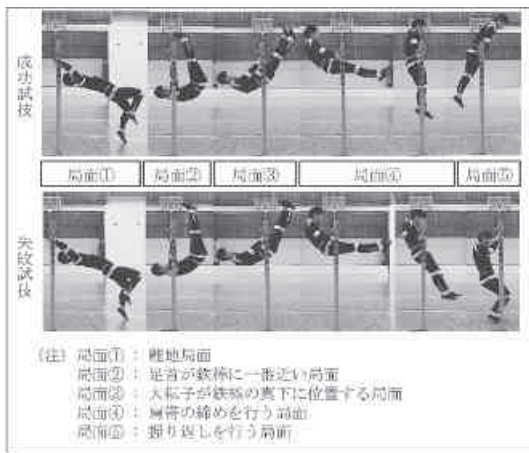 成功試技
局面① 局面② 局面③ 局面④ 局面⑤
失敗試技
(注) 局面① : 離地局面
局面② : 足首が鉄棒に一番近い局面
局面③ : 大転子が鉄棒の真下に位置する局面
局面④ : 肩帯の締めを行う局面
局面⑤ : 振り返しを行う局面